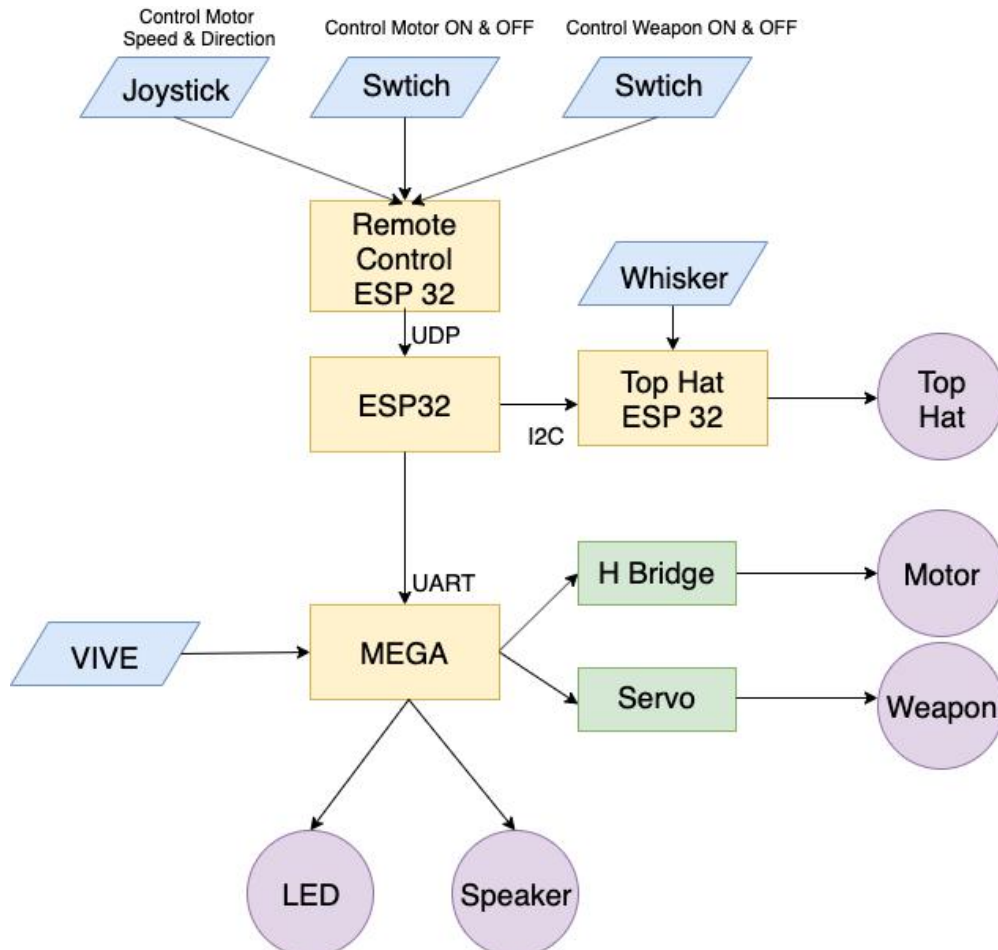 Control Motor
Speed & Direction
Control Motor ON & OFF
Control Weapon ON & OFF
Joystick
Swtich
Swtich
Remote
Control
ESP 32
Whisker
UDP
ESP32
Top Hat
ESP 32
Top
Hat
I2C
H Bridge
Motor
UART
MEGA
VIVE
Servo
Weapon
LED
Speaker